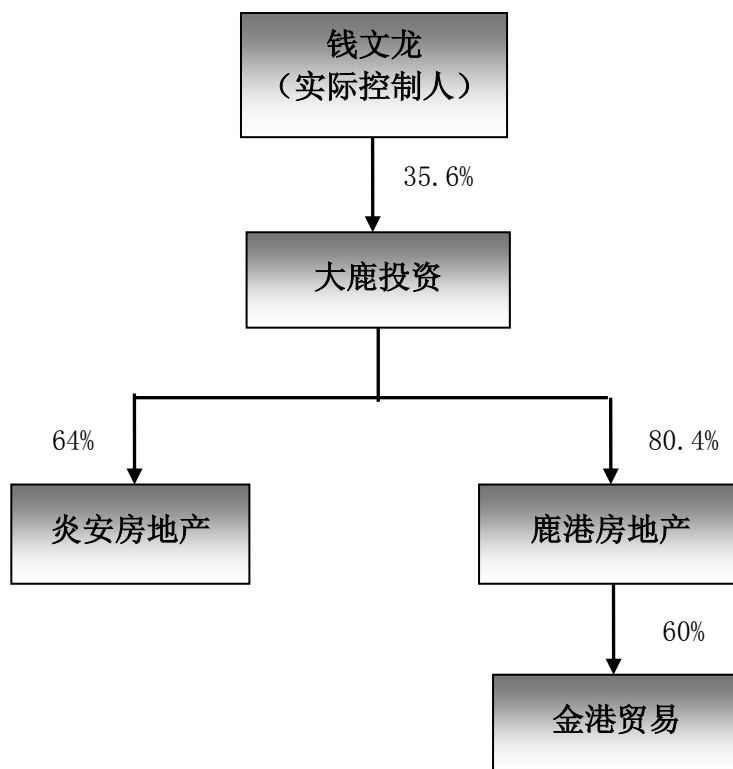 钱文龙
（实际控制人）
35.6%
大鹿投资
64%
80.4%
炎安房地产
鹿港房地产
60%
金港贸易